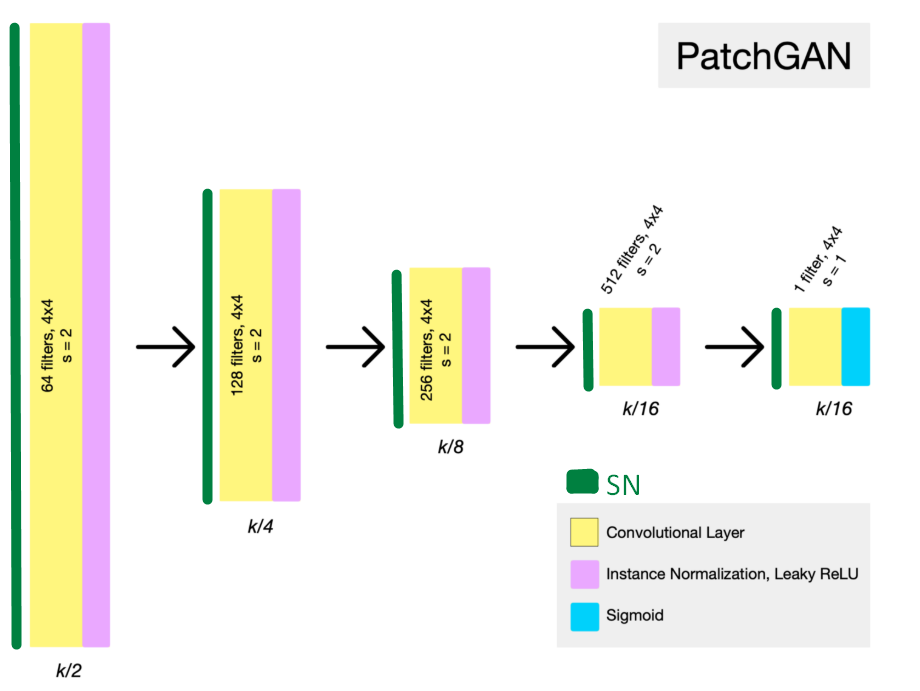 PatchGAN
64 filters, 4x4
s = 2
k/2
128 filters, 4x4
s = 2
k/4
256 filters, 4x4
s = 2
k/8
512 filters, 4x4
s = 2
k/16
1 filter, 4x4
s = 1
k/16
SN
Convolutional Layer
Instance Normalization, Leaky ReLU
Sigmoid